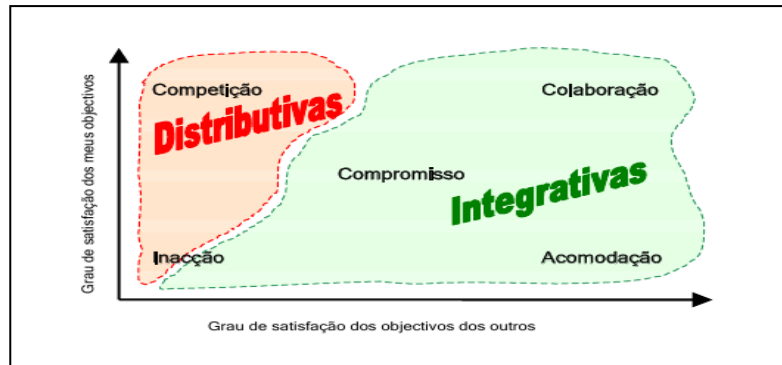 Grau de satisfação dos meus objectivos
Competição
Colaboração
Distributivas
Compromisso
Integrativas
Inacção
Acomodação
Grau de satisfação dos objectivos dos outros